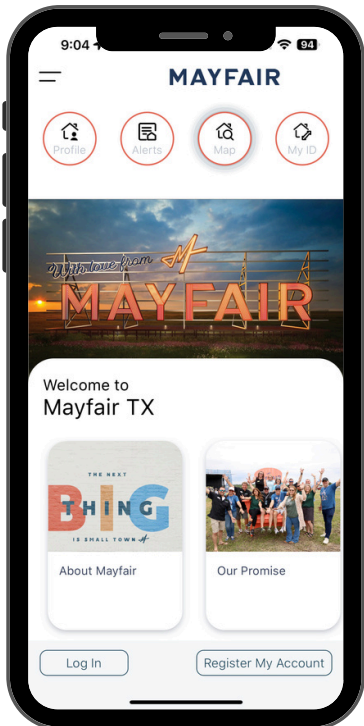 9:04
94
MAYFAIR
Profile
Alerts
Map
My ID
With love from M
MAYFAIR
Welcome to
Mayfair TX
THE NEXT
BIG
THING
IS SMALL TOWN M
About Mayfair
Our Promise
Log In
Register My Account